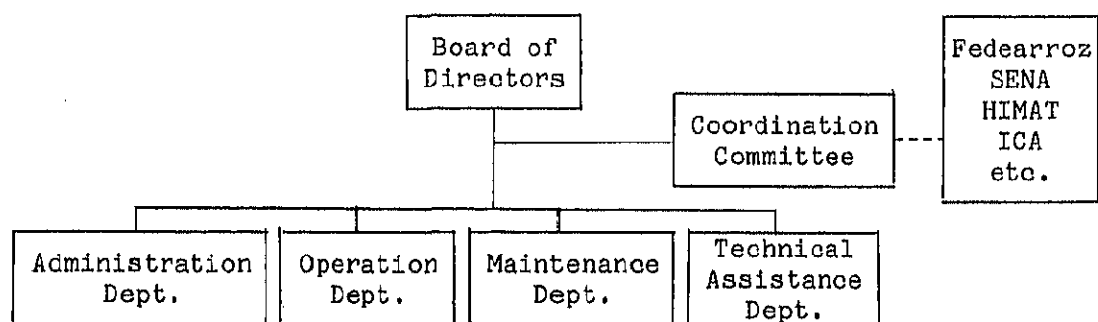 Board of
Directors
Fedearroz
SENA
HIMAT
ICA
etc.
Coordination
Committee
Administration
Dept.
Operation
Dept.
Maintenance
Dept.
Technical
Assistance
Dept.